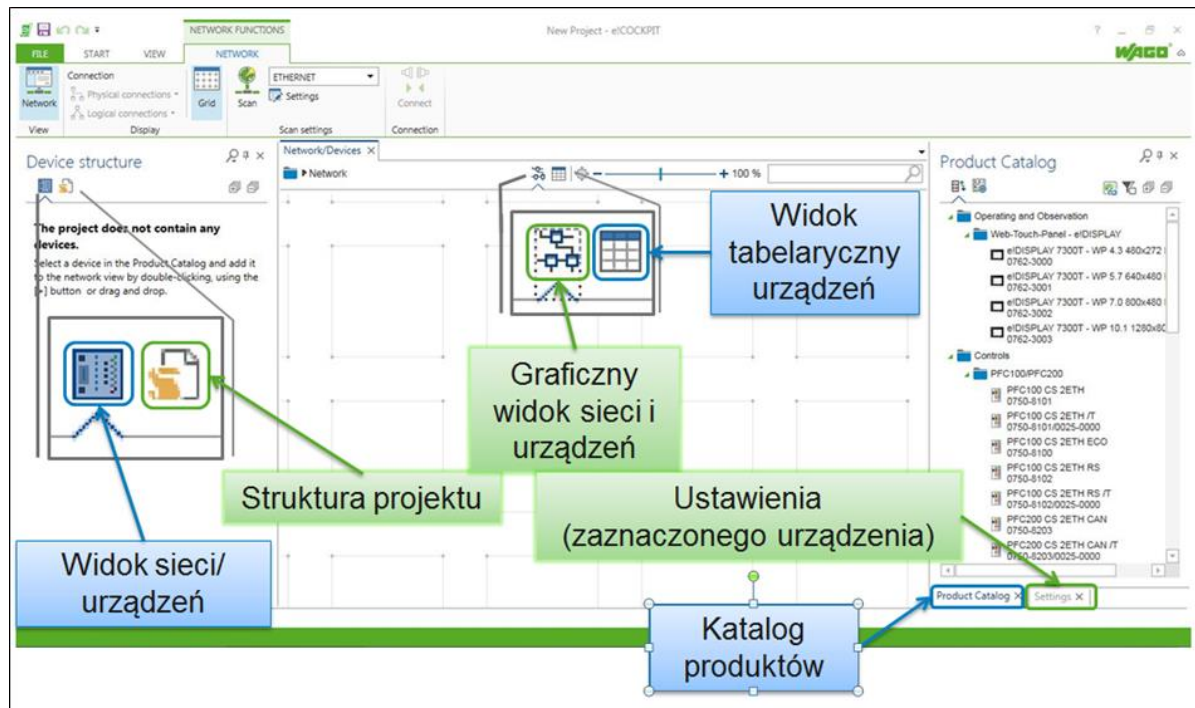 NETWORK FUNCTIONS
New Project - e!COCKPIT
?
FILE
START
VIEW
NETWORK
WAGO
Network
Connection
Physical connections
Logical connections
Grid
Scan
ETHERNET
Settings
Connect
View
Display
Scan settings
Connection
Device structure
The project does not contain any
devices.
Select a device in the Product Catalog and add it
to the network view by double-clicking, using the
[+] button or drag and drop.
Network/Devices
Network
100 %
Widok
tabelaryczny
urządzeń
Graficzny
widok sieci i
urządzeń
Struktura projektu
Widok sieci/
urządzeń
Ustawienia
(zaznaczonego urządzenia)
Katalog
produktów
Product Catalog
Operating and Observation
Web-Touch-Panel - e!DISPLAY
e!DISPLAY 7300T - WP 4.3 480x272
0762-3000
e!DISPLAY 7300T - WP 5.7 640x480
0762-3001
e!DISPLAY 7300T - WP 7.0 800x480
0762-3002
e!DISPLAY 7300T - WP 10.1 1280x80
0762-3003
Controls
PFC100/PFC200
PFC100 CS 2ETH
0750-8101
PFC100 CS 2ETH /T
0750-8101/0025-0000
PFC100 CS 2ETH ECO
0750-8100
PFC100 CS 2ETH RS
0750-8102
PFC100 CS 2ETH RS /T
0750-8102/0025-0000
PFC200 CS 2ETH CAN
0750-8203
PFC200 CS 2ETH CAN /T
0750-8203/0025-0000
Product Catalog
Settings